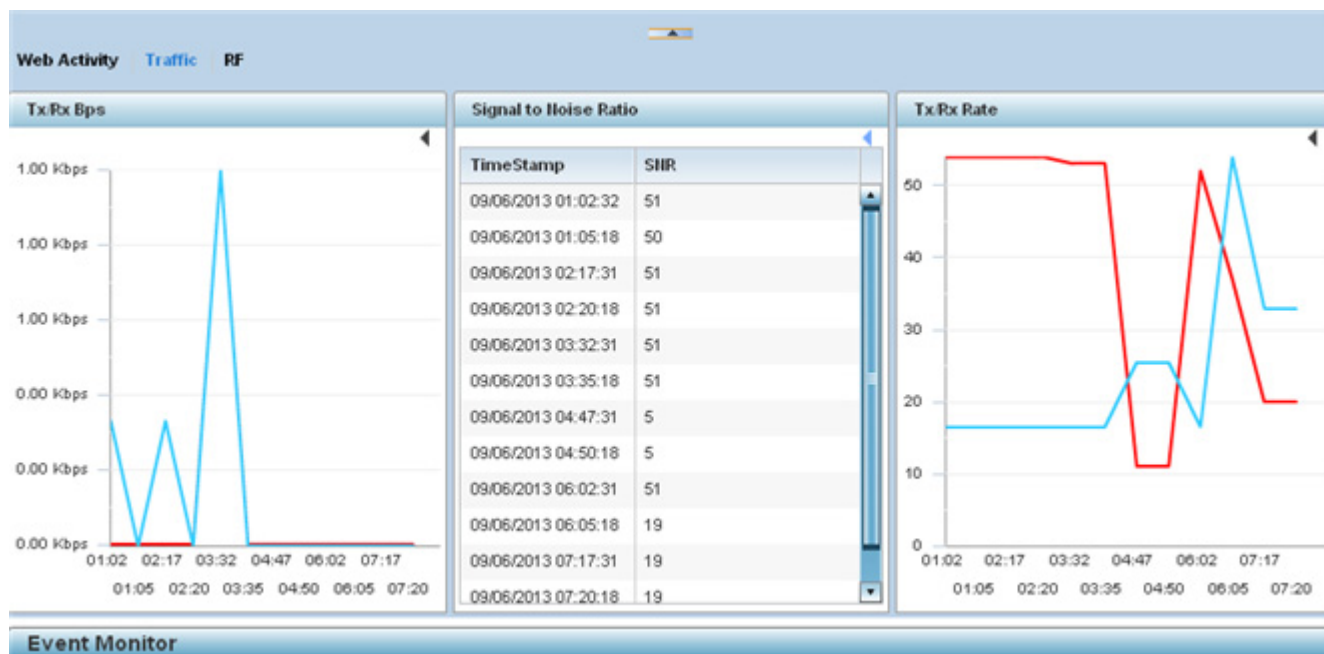 Web Activity Traffic RF
Tx/Rx Bps
1.00 Kbps
1.00 Kbps
1.00 Kbps
0.00 Kbps
0.00 Kbps
0.00 Kbps
01:02 02:17 03:32 04:47 06:02 07:17
01:05 02:20 03:35 04:50 06:05 07:20
Signal to Noise Ratio
TimeStamp SNR
09/06/2013 01:02:32 51
09/06/2013 01:05:18 50
09/06/2013 02:17:31 51
09/06/2013 02:20:18 51
09/06/2013 03:32:31 51
09/06/2013 03:35:18 51
09/06/2013 04:47:31 5
09/06/2013 04:50:18 5
09/06/2013 06:02:31 51
09/06/2013 06:05:18 19
09/06/2013 07:17:31 19
09/06/2013 07:20:18 19
Tx/Rx Rate
50
40
30
20
10
0
01:02 02:17 03:32 04:47 06:02 07:17
01:05 02:20 03:35 04:50 06:05 07:20
Event Monitor